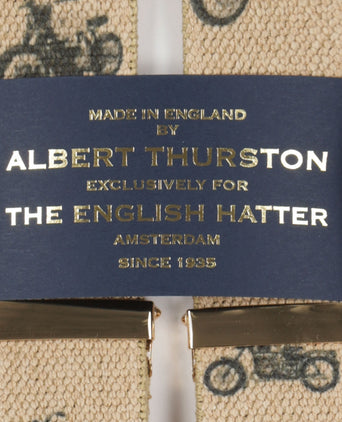 MADE IN ENGLAND
BY
ALBERT THURSTON
EXCLUSIVELY FOR
THE ENGLISH HATTER
AMSTERDAM
SINCE 1935